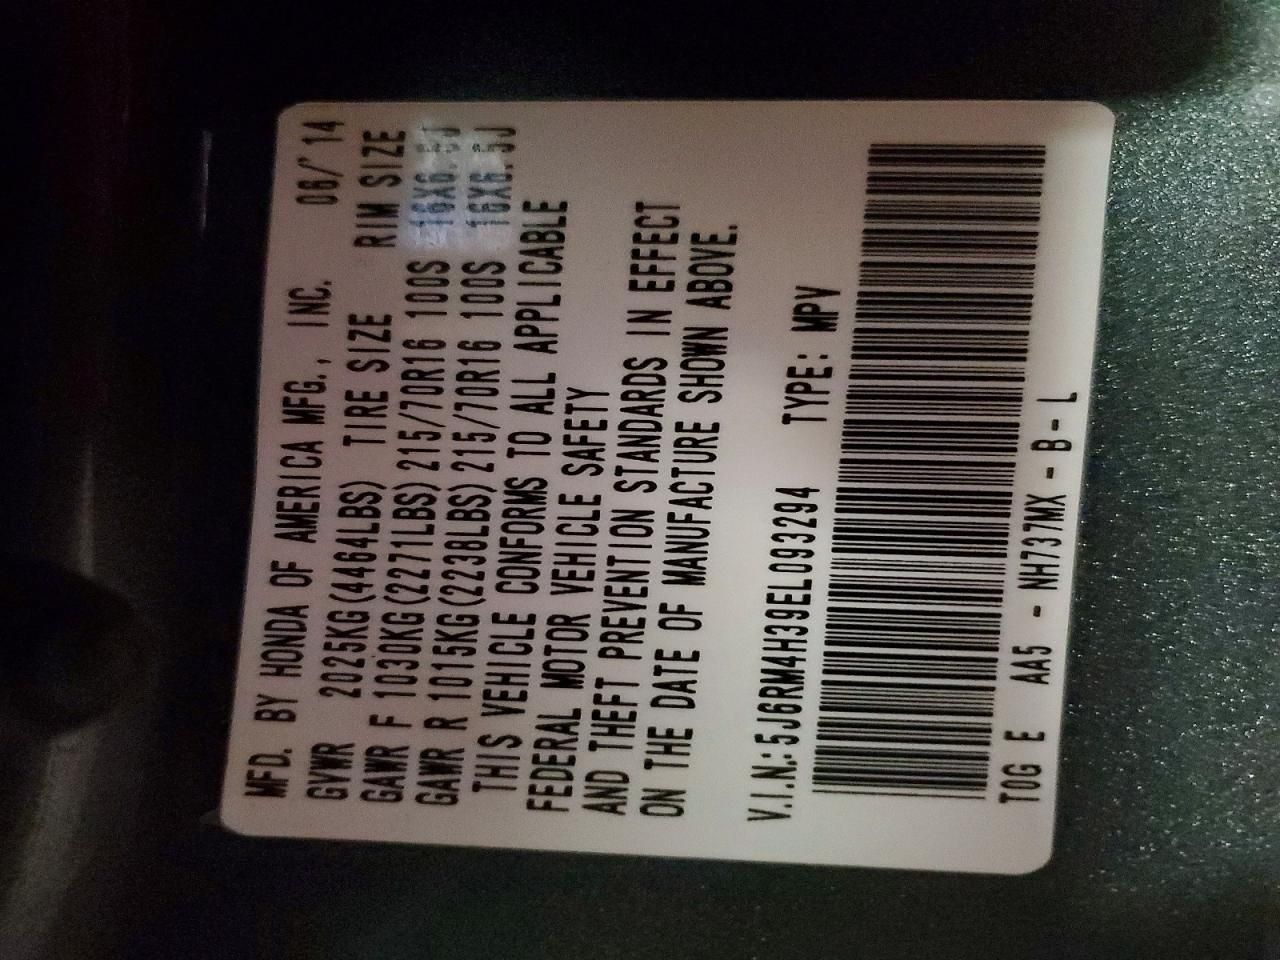 MFD. BY HONDA OF AMERICA MFG., INC. 06/'14
GVWR 2025KG(4464LBS) TIRE SIZE RIM SIZE
GAWR F 1030KG(2271LBS) 215/70R16 100S 16X6.5J
GAWR R 1015KG(2238LBS) 215/70R16 100S 16X6.5J
THIS VEHICLE CONFORMS TO ALL APPLICABLE
FEDERAL MOTOR VEHICLE SAFETY
AND THEFT PREVENTION STANDARDS IN EFFECT
ON THE DATE OF MANUFACTURE SHOWN ABOVE.
V.I.N.: 5J6RM4H39EL093294 TYPE: MPV
TOG E AA5 - NH737MX - B - L